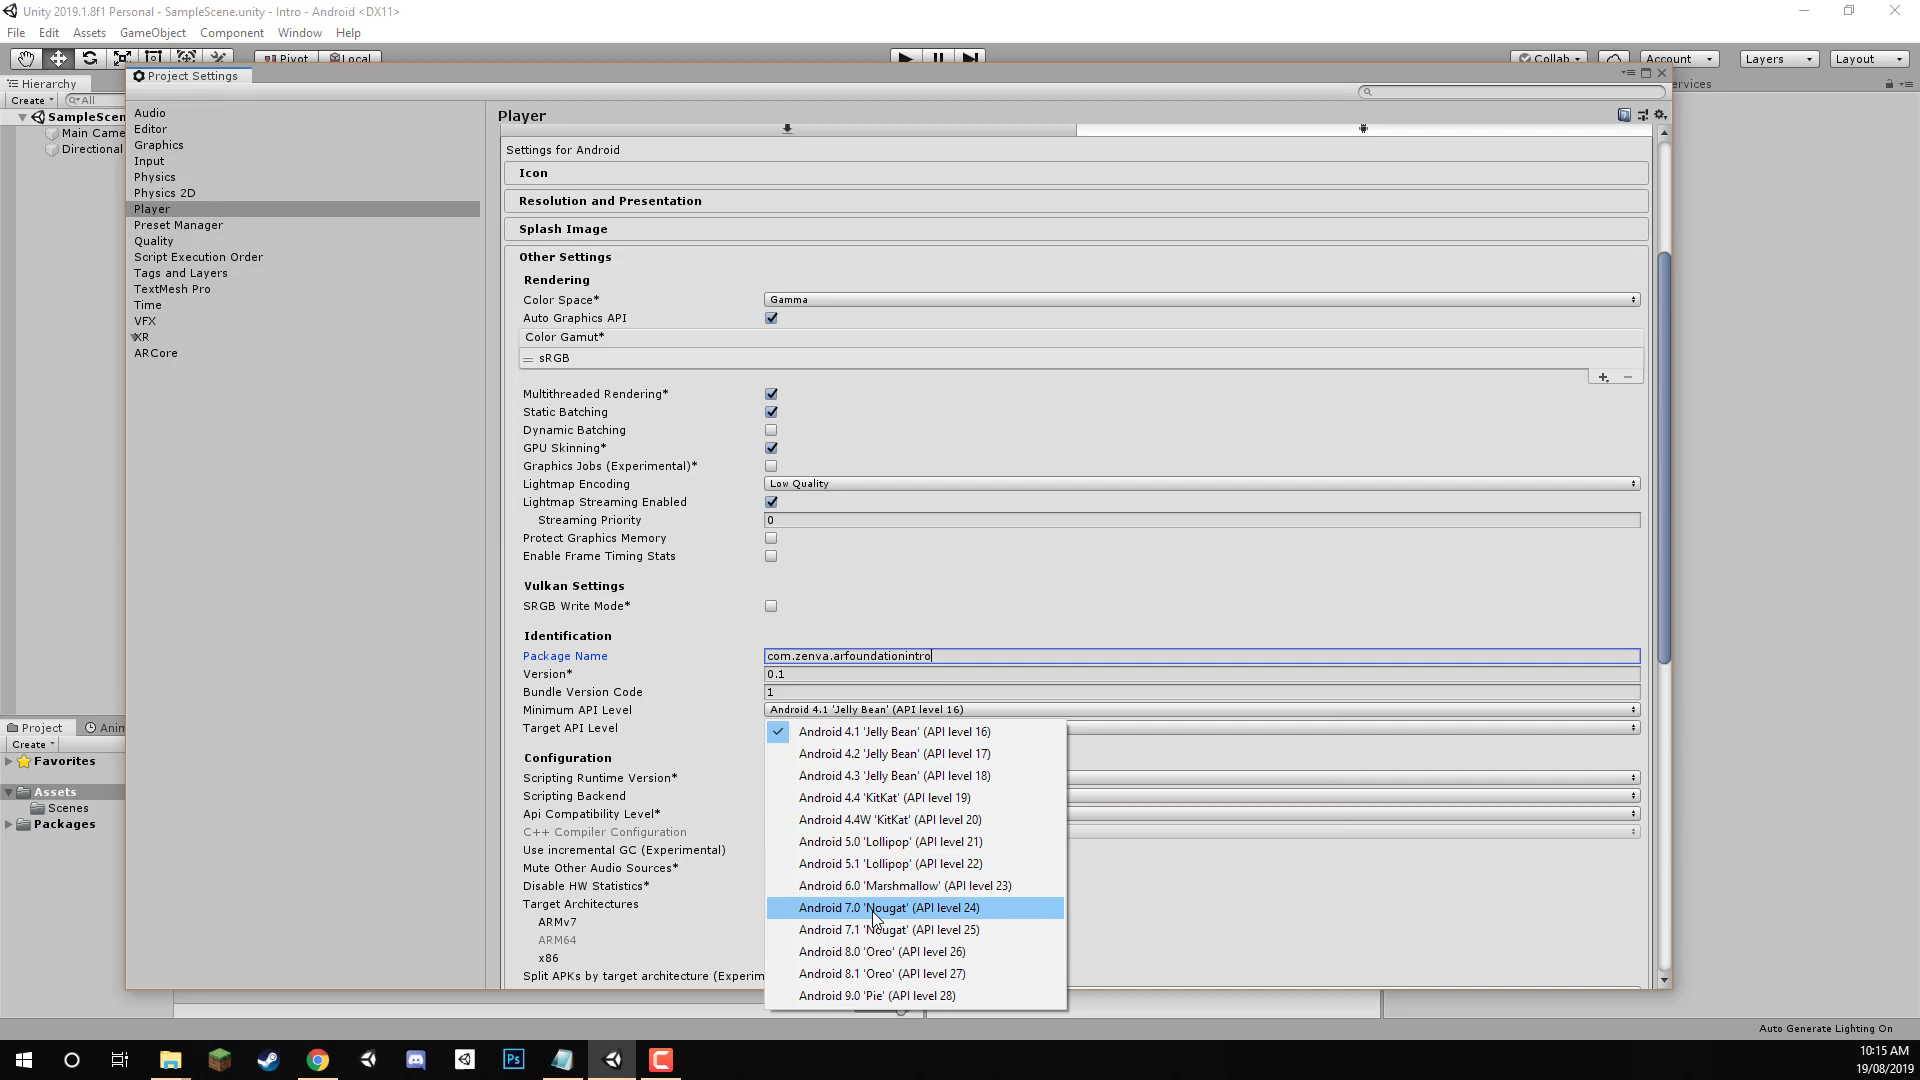 Unity 2019.1.8f1 Personal - SampleScene.unity - Intro - Android <DX11>
File Edit Assets GameObject Component Window Help
Pivot Local Collab Account Layers Layout
Hierarchy
Project Settings
Create All
SampleScen
Main Came
Directional
Audio
Editor
Graphics
Input
Physics
Physics 2D
Player
Preset Manager
Quality
Script Execution Order
Tags and Layers
TextMesh Pro
Time
VFX
XR
ARCore
Player
Settings for Android
Icon
Resolution and Presentation
Splash Image
Other Settings
Rendering
Color Space* Gamma
Auto Graphics API
Color Gamut*
sRGB
Multithreaded Rendering*
Static Batching
Dynamic Batching
GPU Skinning*
Graphics Jobs (Experimental)*
Lightmap Encoding Low Quality
Lightmap Streaming Enabled
Streaming Priority 0
Protect Graphics Memory
Enable Frame Timing Stats
Vulkan Settings
SRGB Write Mode*
Identification
Package Name com.zenva.arfoundationintro
Version* 0.1
Bundle Version Code 1
Minimum API Level Android 4.1 'Jelly Bean' (API level 16)
Target API Level
Configuration
Scripting Runtime Version*
Scripting Backend
Api Compatibility Level*
C++ Compiler Configuration
Use incremental GC (Experimental)
Mute Other Audio Sources*
Disable HW Statistics*
Target Architectures
ARMv7
ARM64
x86
Split APKs by target architecture (Experim
Android 4.1 'Jelly Bean' (API level 16)
Android 4.2 'Jelly Bean' (API level 17)
Android 4.3 'Jelly Bean' (API level 18)
Android 4.4 'KitKat' (API level 19)
Android 4.4W 'KitKat' (API level 20)
Android 5.0 'Lollipop' (API level 21)
Android 5.1 'Lollipop' (API level 22)
Android 6.0 'Marshmallow' (API level 23)
Android 7.0 'Nougat' (API level 24)
Android 7.1 'Nougat' (API level 25)
Android 8.0 'Oreo' (API level 26)
Android 8.1 'Oreo' (API level 27)
Android 9.0 'Pie' (API level 28)
ervices
Project Anin
Create
Favorites
Assets
Scenes
Packages
Auto Generate Lighting On
Ps
10:15 AM
19/08/2019